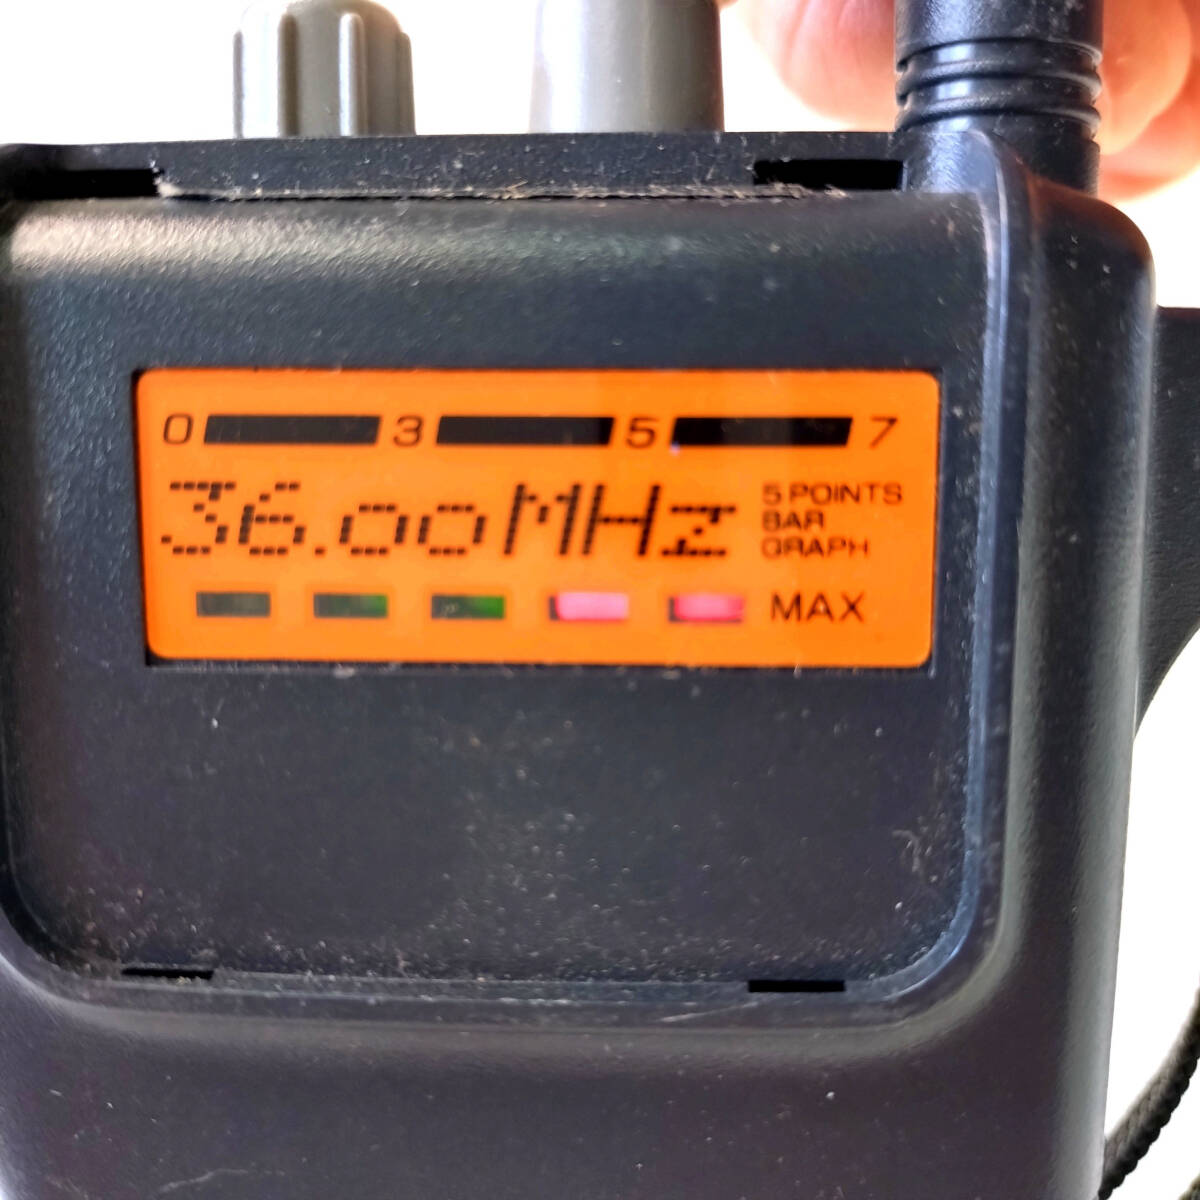 0 3 5 7
36.00MHz
5 POINTS
BAR
GRAPH
MAX